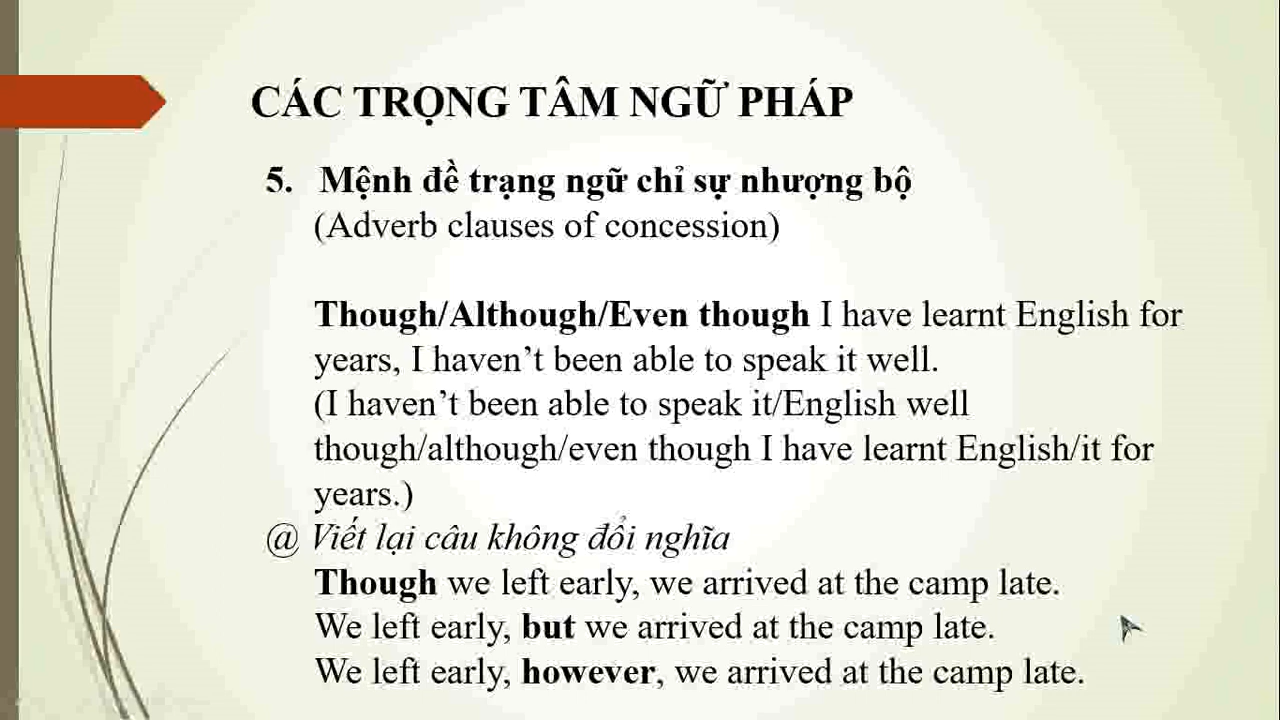 CÁC TRỌNG TÂM NGỮ PHÁP
5. Mệnh đề trạng ngữ chỉ sự nhượng bộ
(Adverb clauses of concession)
Though/Although/Even though I have learnt English for
years, I haven’t been able to speak it well.
(I haven’t been able to speak it/English well
though/although/even though I have learnt English/it for
years.)
@ Viết lại câu không đổi nghĩa
Though we left early, we arrived at the camp late.
We left early, but we arrived at the camp late.
We left early, however, we arrived at the camp late.